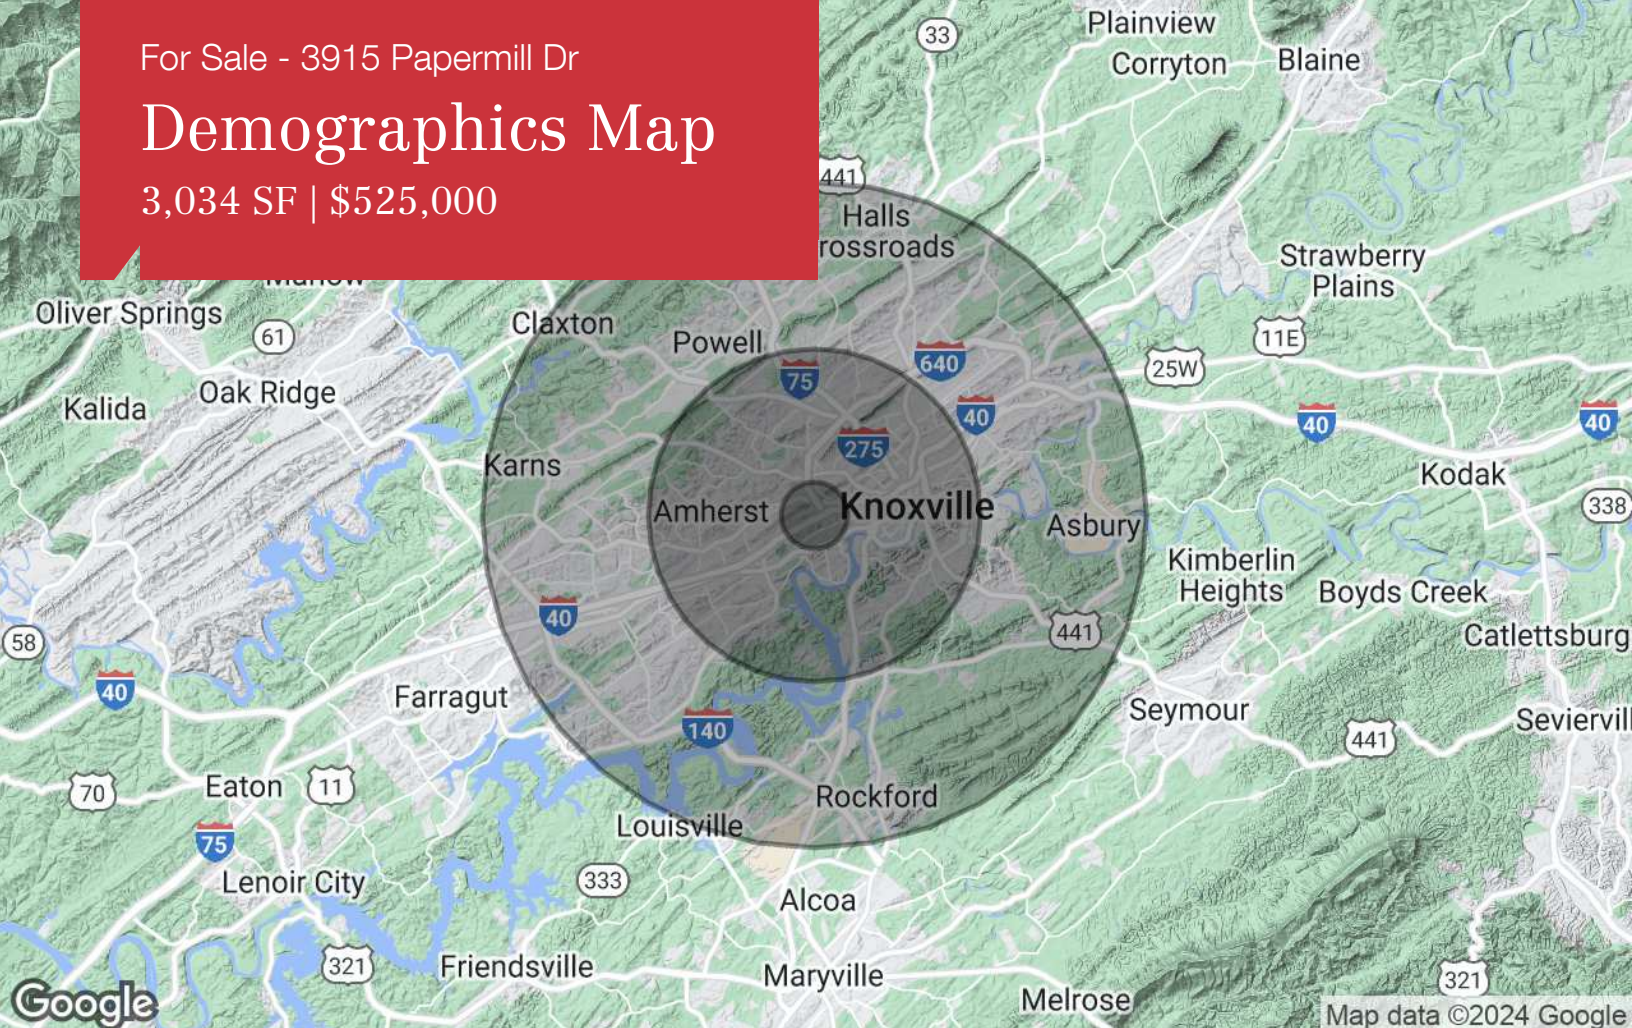 For Sale - 3915 Papermill Dr
Demographics Map
3,034 SF | $525,000
33
Plainview
Corryton
Blaine
441
Halls
rossroads
Strawberry
Plains
Oliver Springs
61
Claxton
Powell
11E
640
25W
75
Oak Ridge
Kalida
40
40
40
275
Karns
Kodak
Amherst
Knoxville
338
Asbury
Kimberlin
Heights
Boyds Creek
40
441
58
Catlettsburg
40
Farragut
Seymour
Seviervill
140
441
Eaton
11
70
Rockford
Louisville
75
Lenoir City
333
Alcoa
321
Friendsville
Maryville
321
Melrose
Google
Map data ©2024 Google